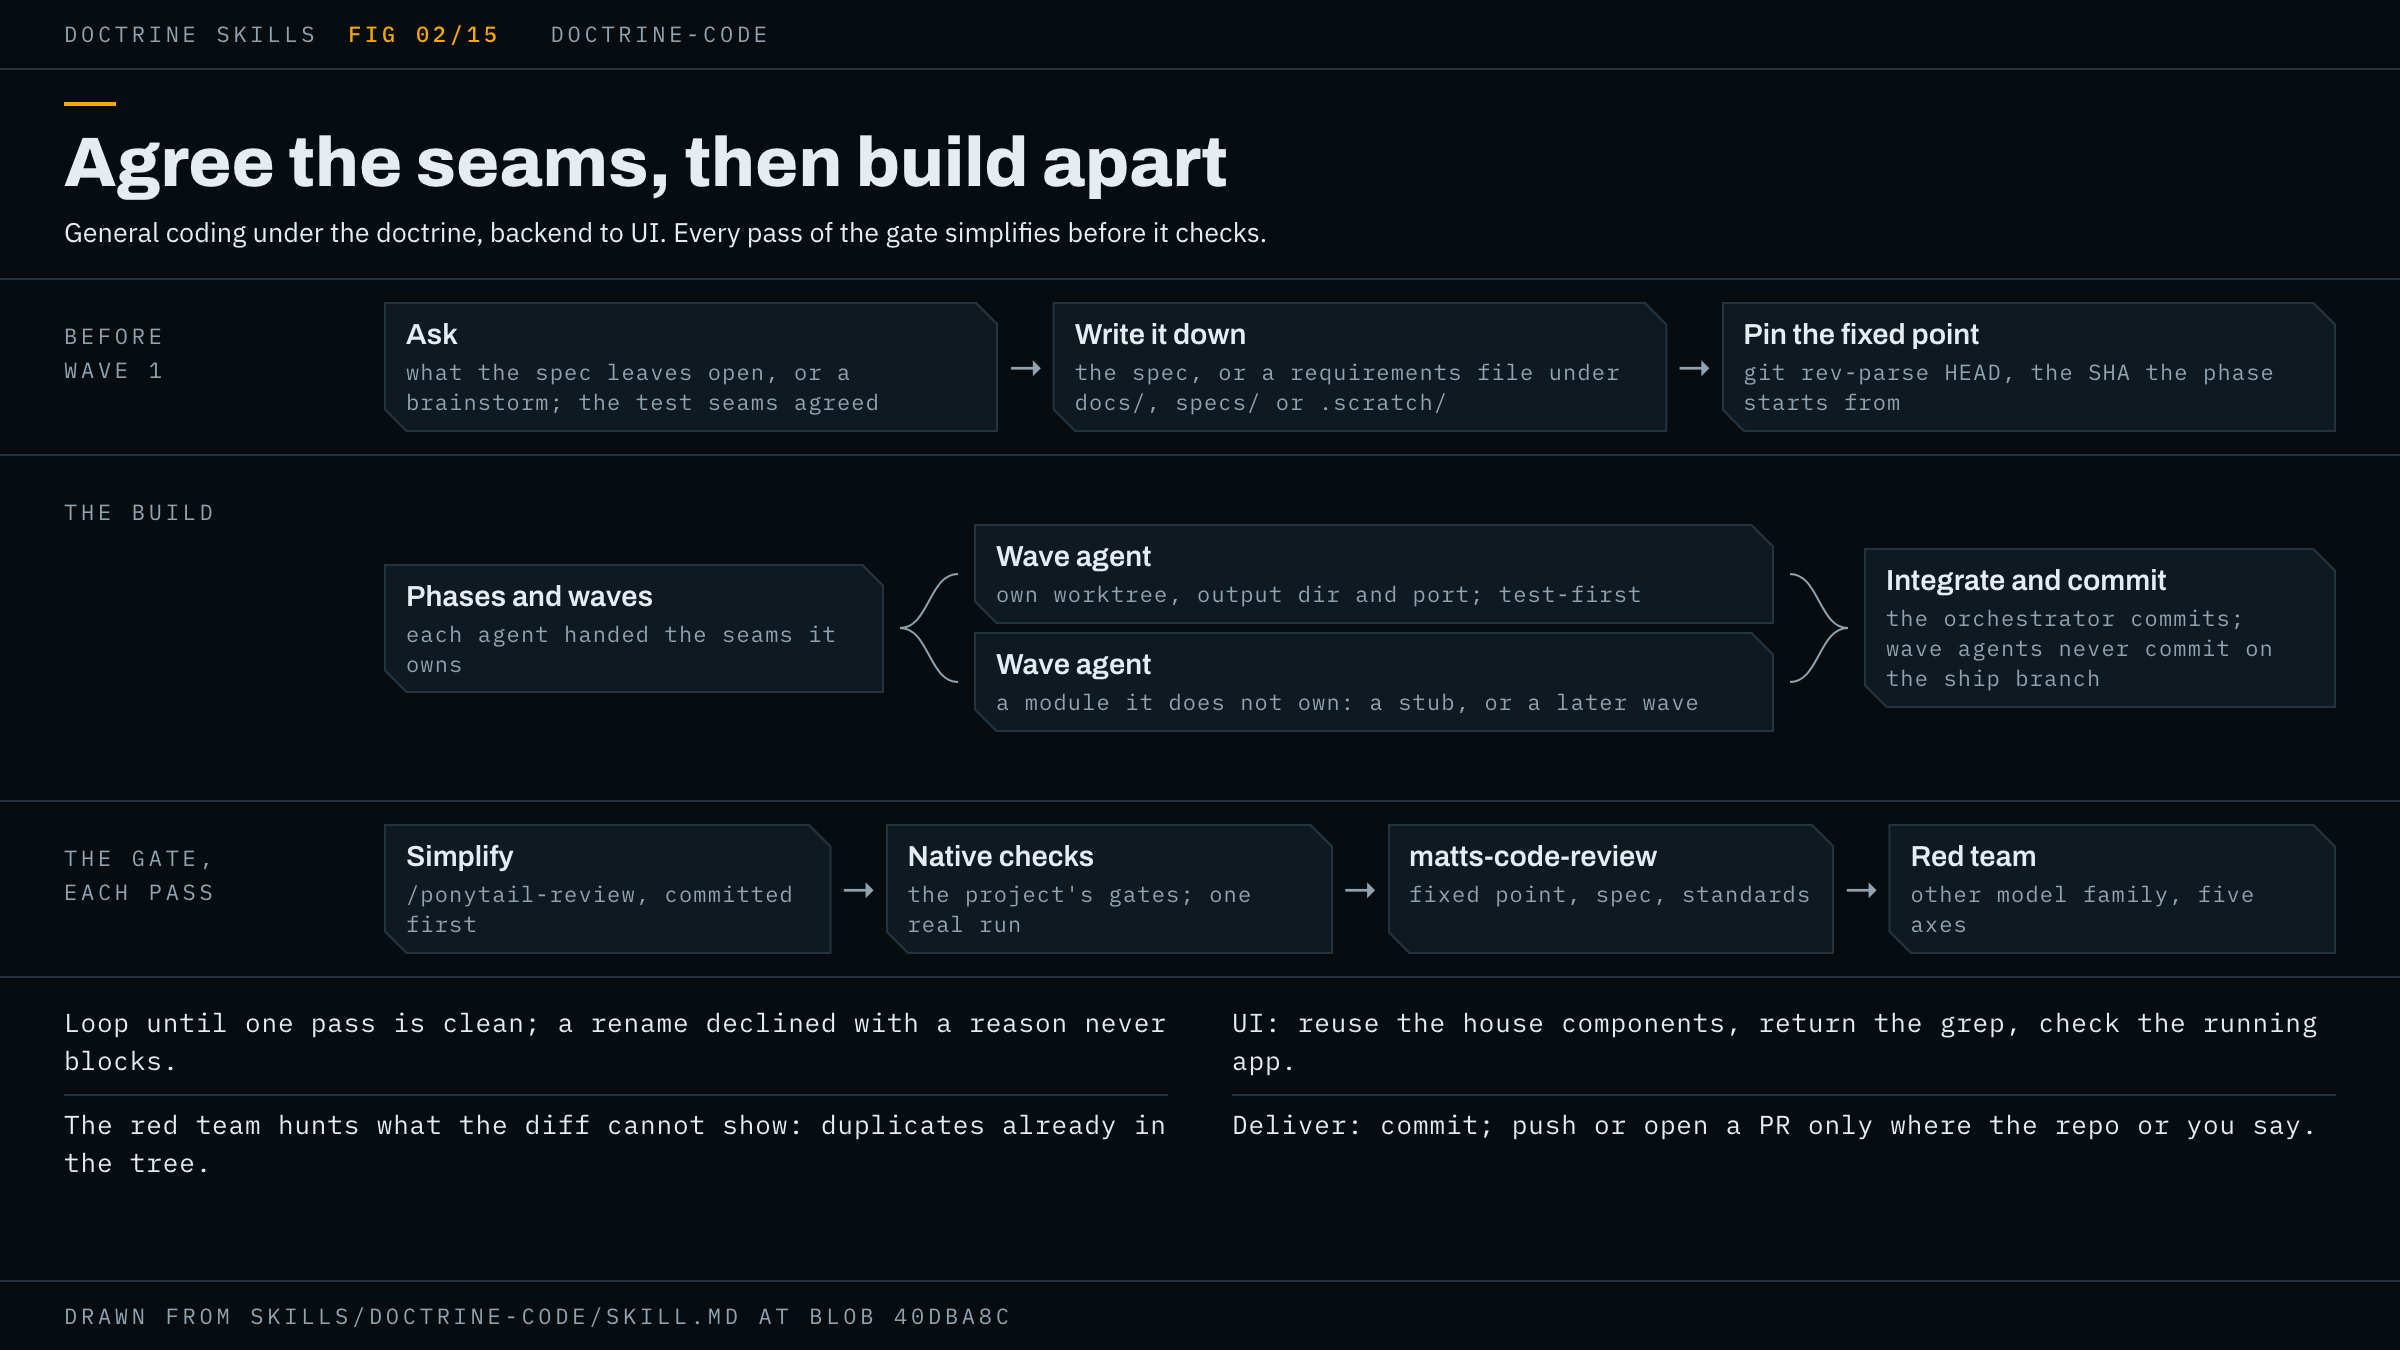 DOCTRINE SKILLS FIG 02/15 DOCTRINE-CODE
Agree the seams, then build apart
General coding under the doctrine, backend to UI. Every pass of the gate simplifies before it checks.
BEFORE
WAVE 1
Ask
what the spec leaves open, or a
brainstorm; the test seams agreed
Write it down
the spec, or a requirements file under
docs/, specs/ or .scratch/
Pin the fixed point
git rev-parse HEAD, the SHA the phase
starts from
THE BUILD
Phases and waves
each agent handed the seams it
owns
Wave agent
own worktree, output dir and port; test-first
Wave agent
a module it does not own: a stub, or a later wave
Integrate and commit
the orchestrator commits;
wave agents never commit on
the ship branch
THE GATE,
EACH PASS
Simplify
/ponytail-review, committed
first
Native checks
the project's gates; one
real run
matts-code-review
fixed point, spec, standards
Red team
other model family, five
axes
Loop until one pass is clean; a rename declined with a reason never
blocks.
The red team hunts what the diff cannot show: duplicates already in
the tree.
UI: reuse the house components, return the grep, check the running
app.
Deliver: commit; push or open a PR only where the repo or you say.
DRAWN FROM SKILLS/DOCTRINE-CODE/SKILL.MD AT BLOB 40DBA8C